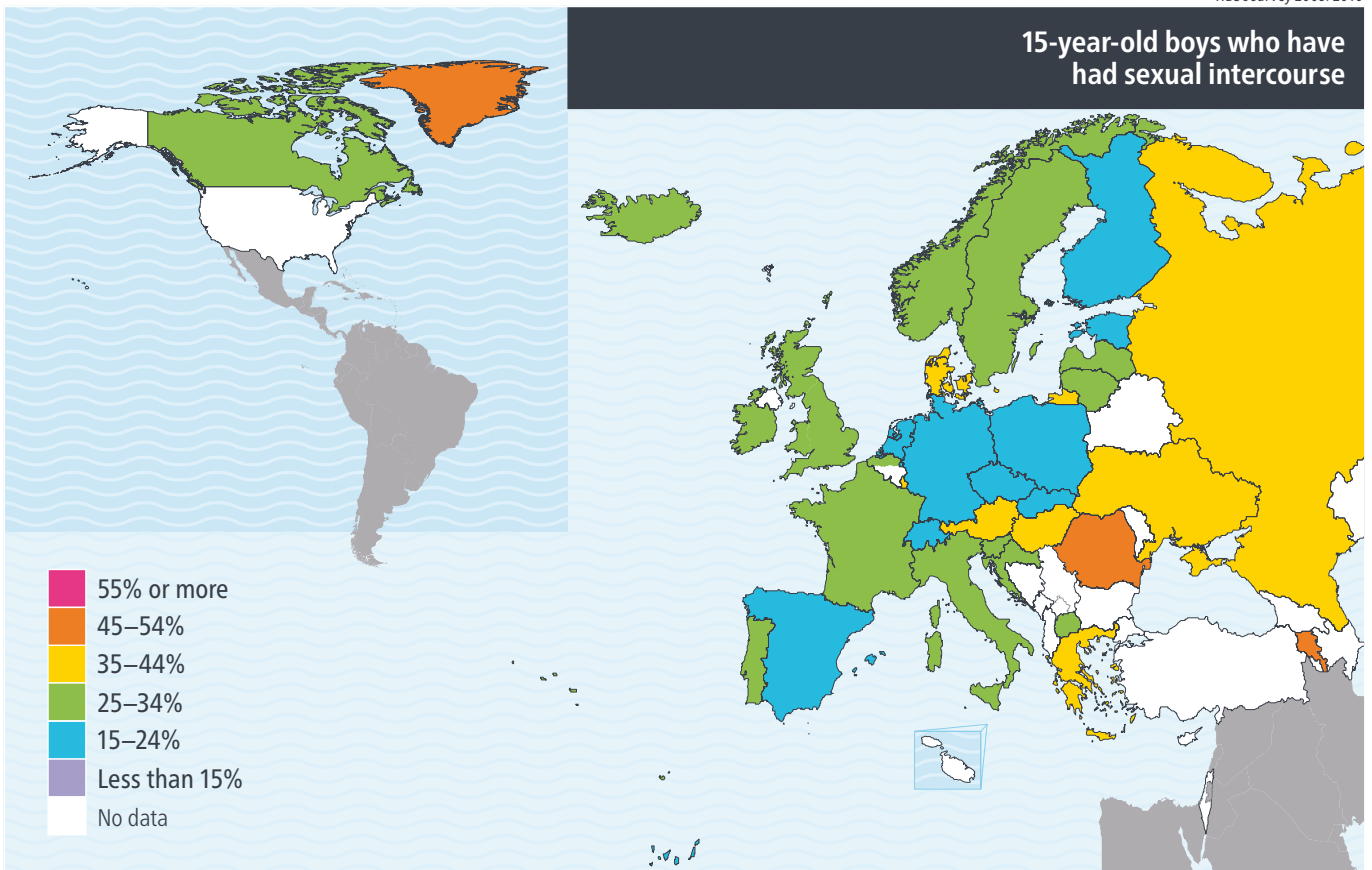 15-year-old boys who have
had sexual intercourse
55% or more
45–54%
35–44%
25–34%
15–24%
Less than 15%
No data